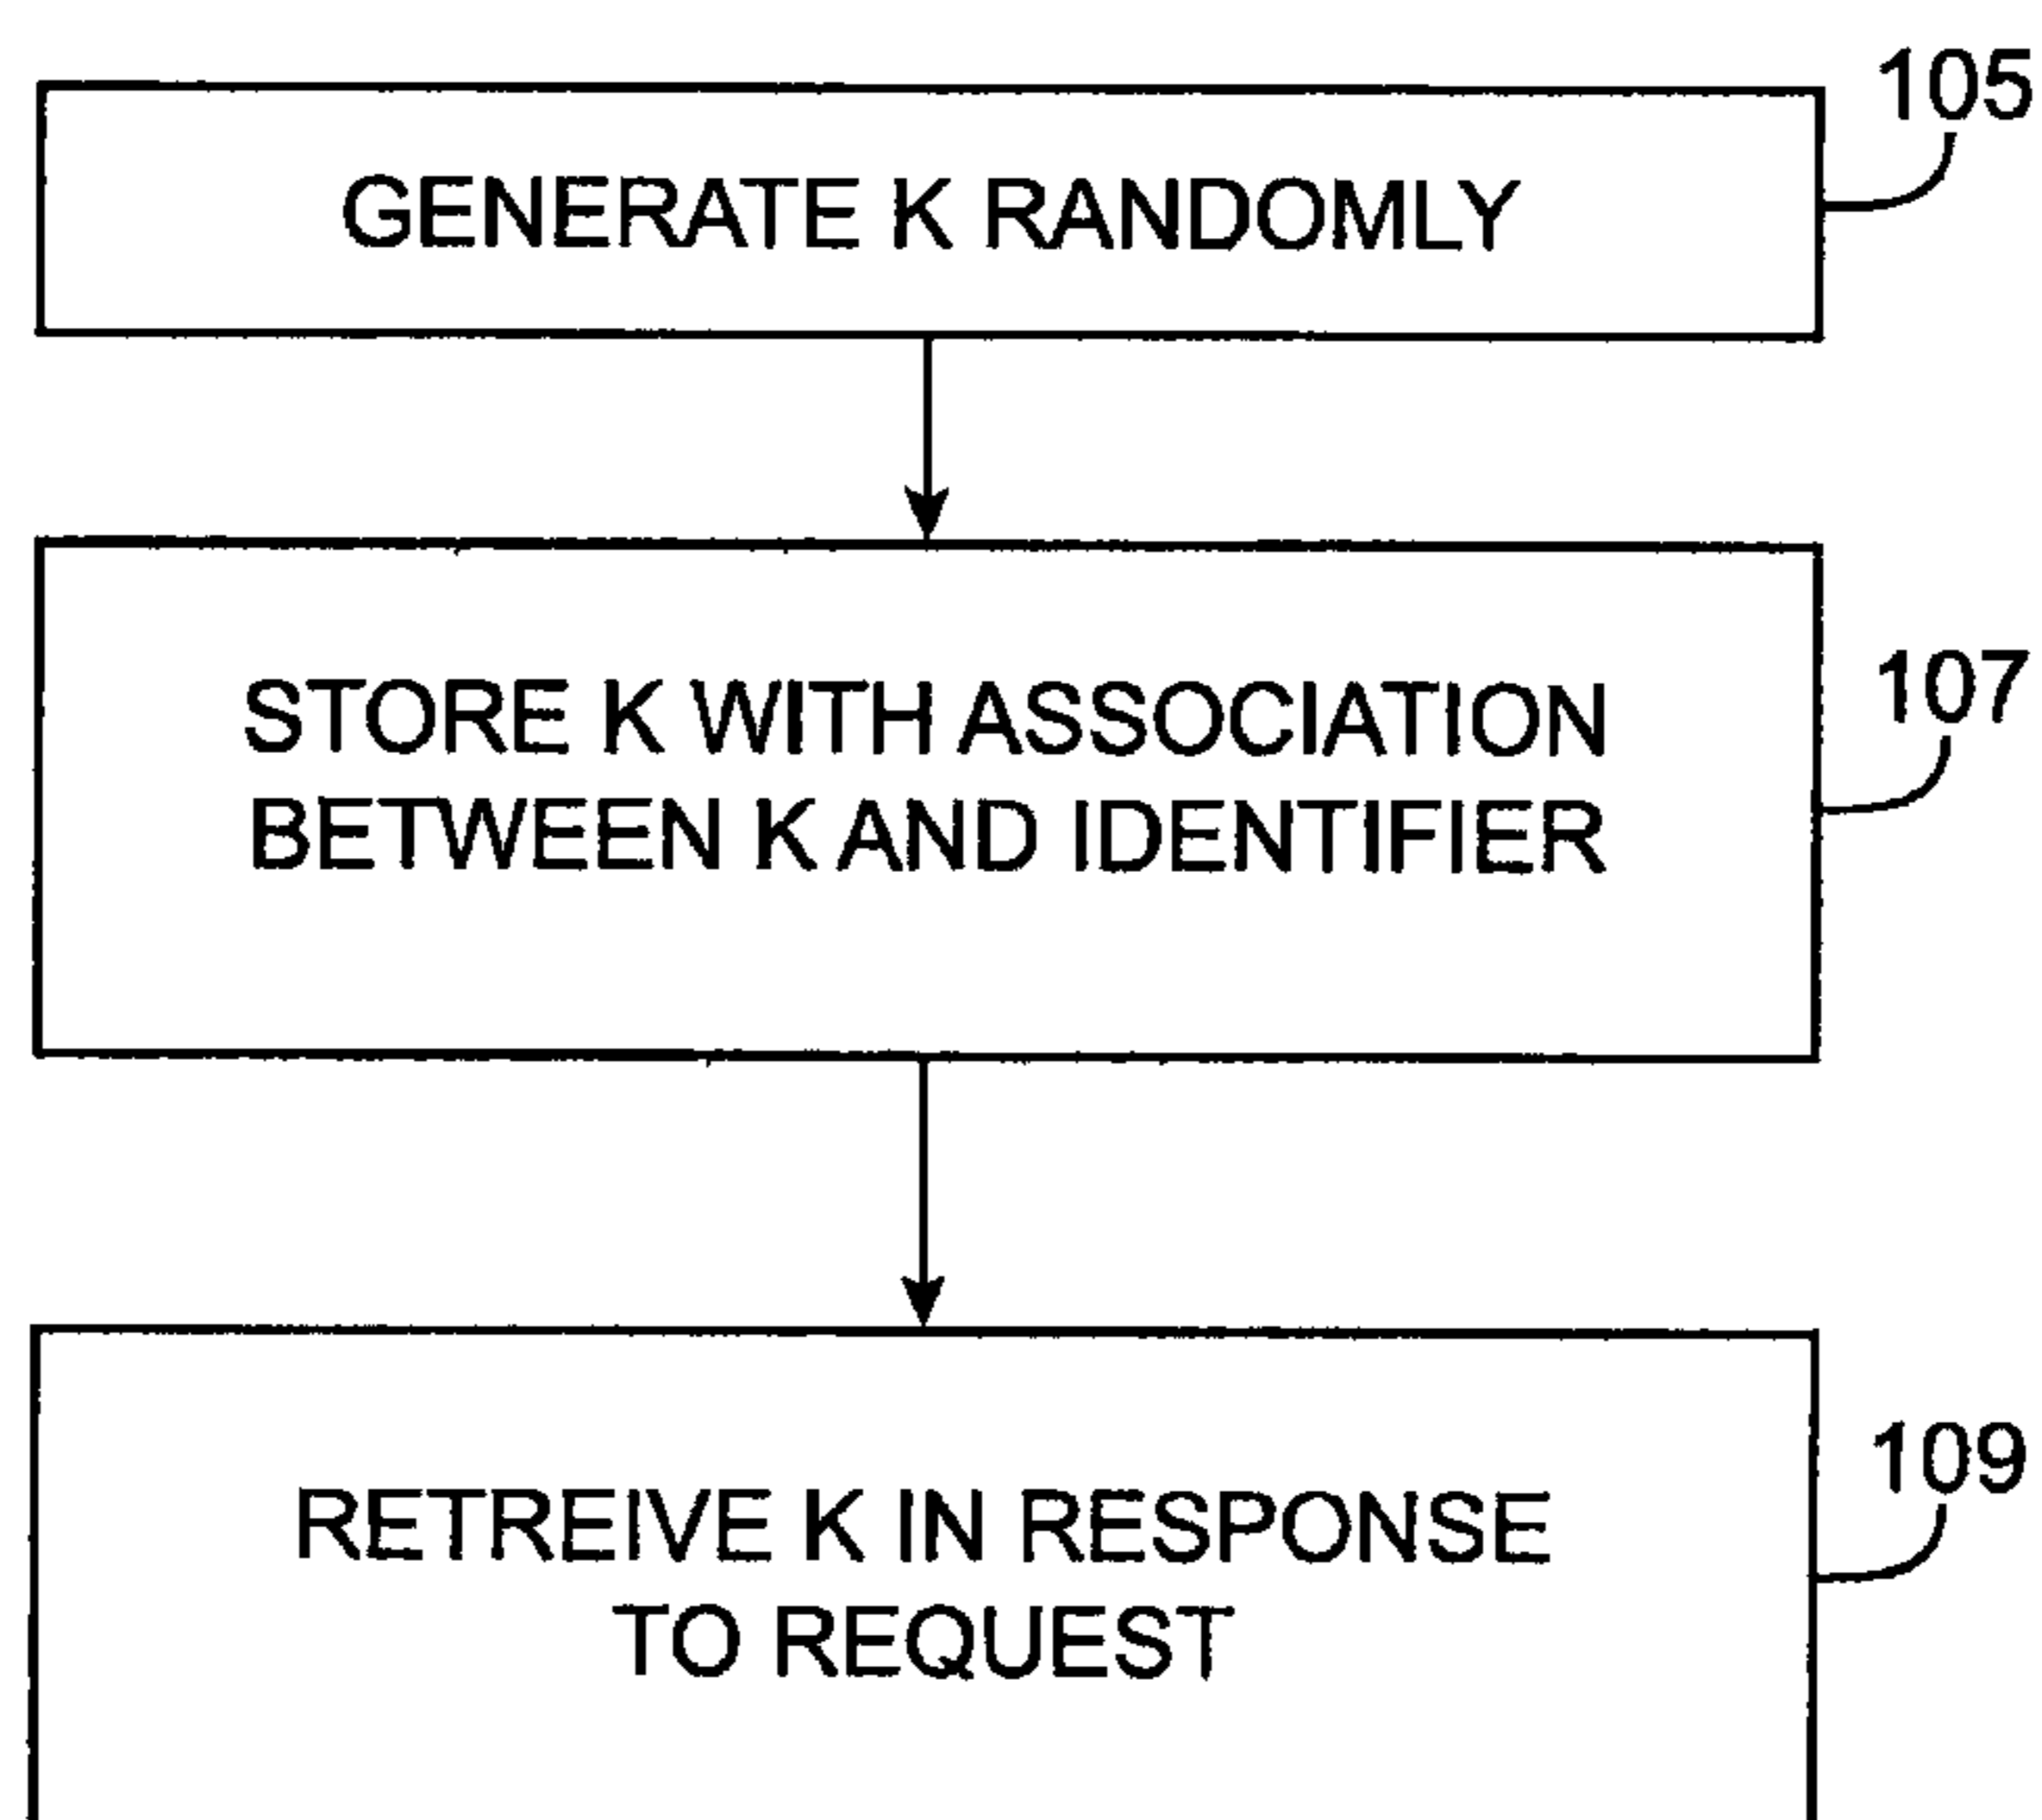 105
GENERATE K RANDOMLY
107
STORE K WITH ASSOCIATION
BETWEEN K AND IDENTIFIER
109
RETREIVE K IN RESPONSE
TO REQUEST